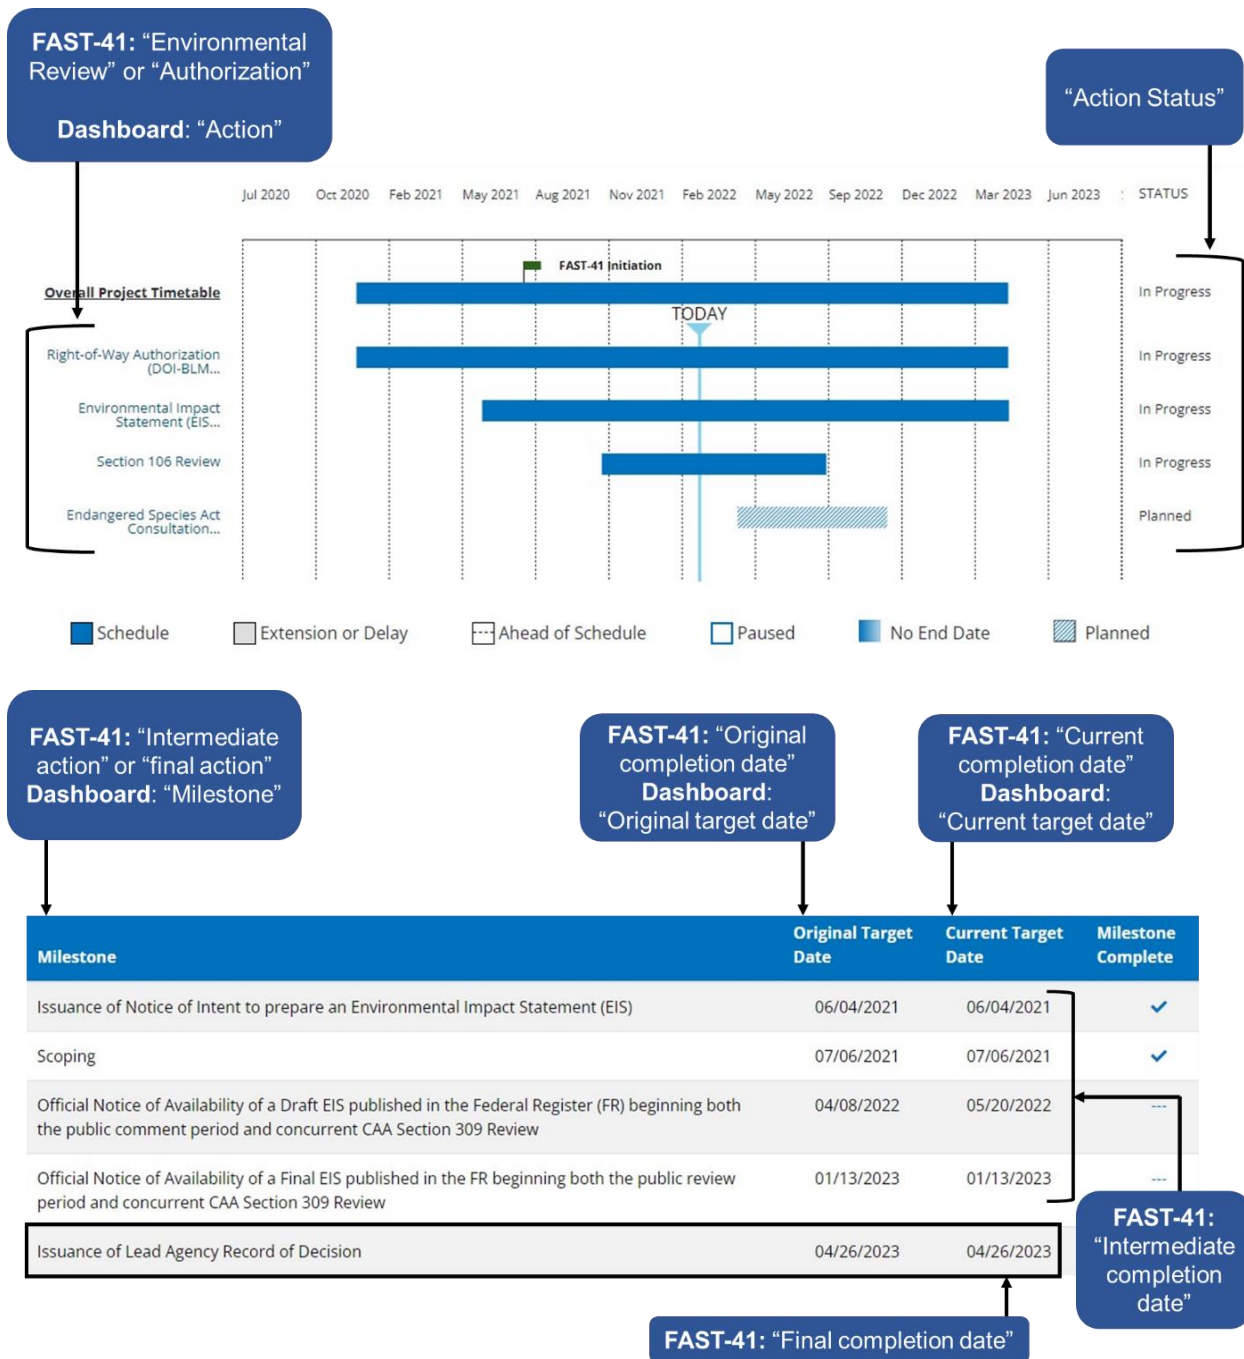 FAST-41: “Environmental
Review” or “Authorization”
Dashboard: “Action”
“Action Status”
Jul 2020 Oct 2020 Feb 2021 May 2021 Aug 2021 Nov 2021 Feb 2022 May 2022 Sep 2022 Dec 2022 Mar 2023 Jun 2023 STATUS
FAST-41 Initiation
Overall Project Timetable In Progress
TODAY
Right-of-Way Authorization
(DOI-BLM... In Progress
Environmental Impact
Statement (EIS... In Progress
Section 106 Review In Progress
Endangered Species Act
Consultation... Planned
Schedule Extension or Delay Ahead of Schedule Paused No End Date Planned
FAST-41: “Intermediate
action” or “final action”
Dashboard: “Milestone”
FAST-41: “Original
completion date”
Dashboard:
“Original target date”
FAST-41: “Current
completion date”
Dashboard:
“Current target date”
Milestone Original Target Date Current Target Date Milestone Complete
Issuance of Notice of Intent to prepare an Environmental Impact Statement (EIS) 06/04/2021 06/04/2021 ✓
Scoping 07/06/2021 07/06/2021 ✓
Official Notice of Availability of a Draft EIS published in the Federal Register (FR) beginning both 04/08/2022 05/20/2022 ---
the public comment period and concurrent CAA Section 309 Review
Official Notice of Availability of a Final EIS published in the FR beginning both the public review 01/13/2023 01/13/2023 ---
period and concurrent CAA Section 309 Review
Issuance of Lead Agency Record of Decision 04/26/2023 04/26/2023
FAST-41:
“Intermediate
completion
date”
FAST-41: “Final completion date”